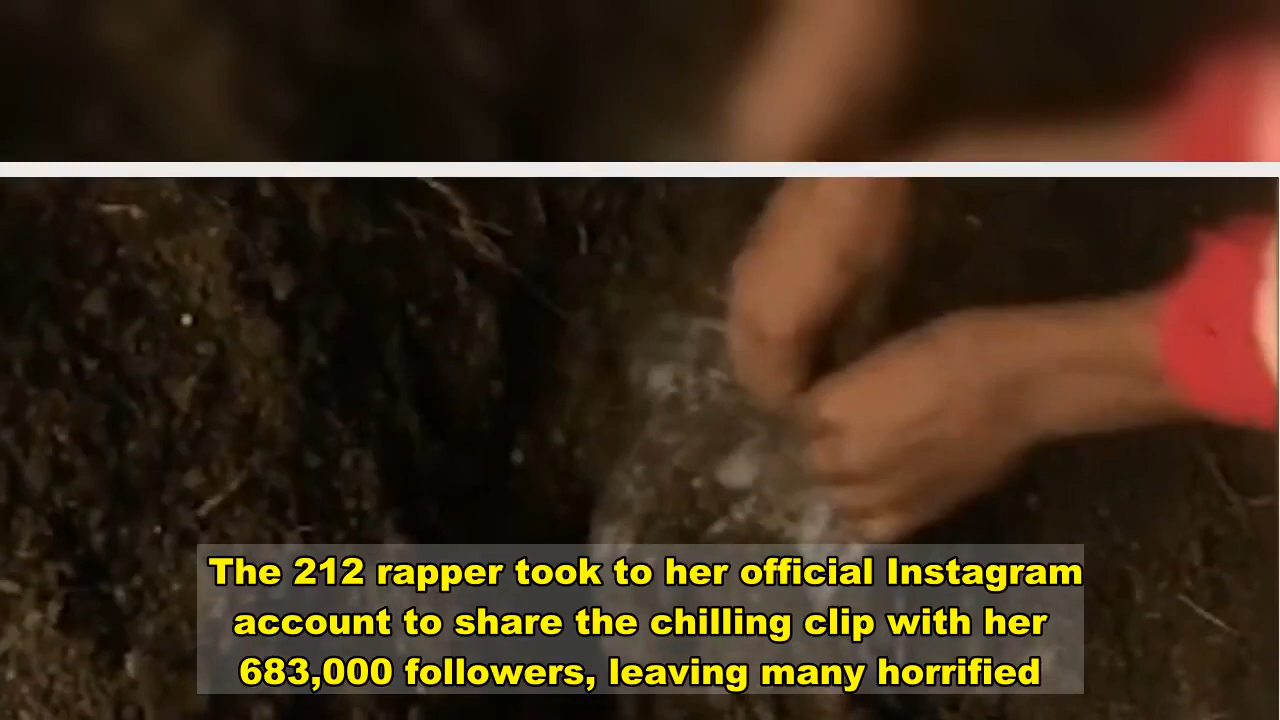 The 212 rapper took to her official Instagram
account to share the chilling clip with her
683,000 followers, leaving many horrified